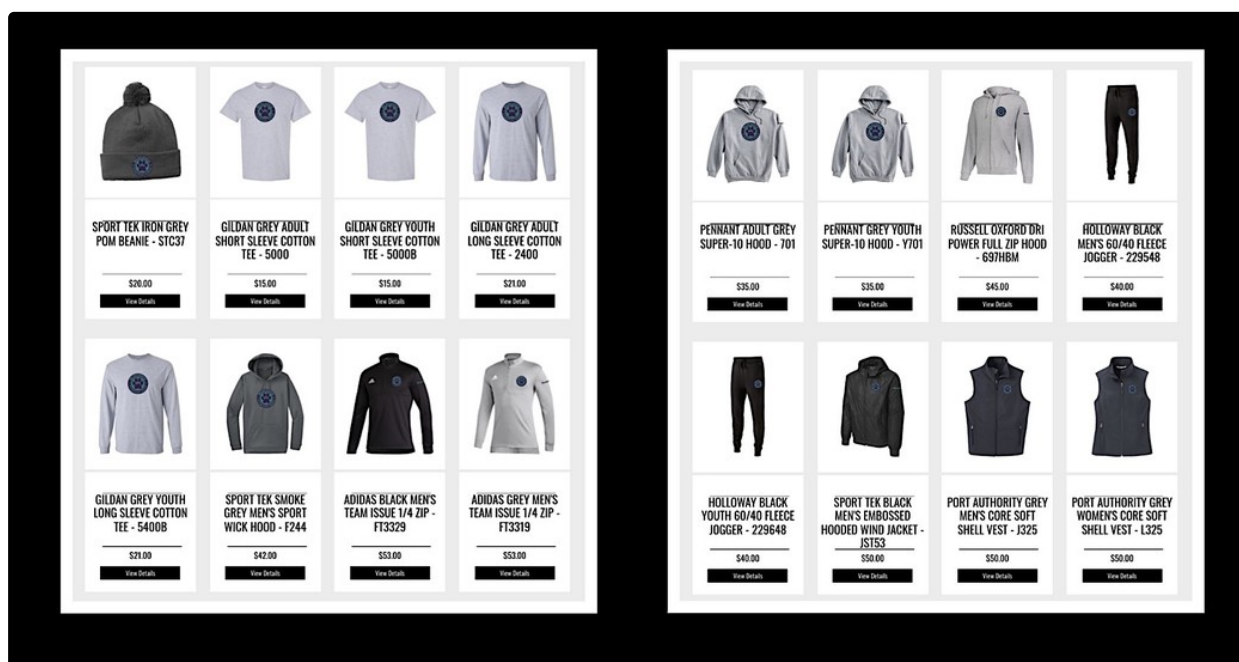 SPORT TEK IRON GREY
POM BEANIE - STC37
$20.00
View Details
GILDAN GREY ADULT
SHORT SLEEVE COTTON
TEE - 5000
$15.00
View Details
GILDAN GREY YOUTH
SHORT SLEEVE COTTON
TEE - 5000B
$15.00
View Details
GILDAN GREY ADULT
LONG SLEEVE COTTON
TEE - 2400
$21.00
View Details
GILDAN GREY YOUTH
LONG SLEEVE COTTON
TEE - 5400B
$21.00
View Details
SPORT TEK SMOKE
GREY MEN'S SPORT
WICK HOOD - F244
$42.00
View Details
ADIDAS BLACK MEN'S
TEAM ISSUE 1/4 ZIP -
FT3329
$53.00
View Details
ADIDAS GREY MEN'S
TEAM ISSUE 1/4 ZIP -
FT3319
$53.00
View Details
PENNANT ADULT GREY
SUPER-10 HOOD - 701
$35.00
View Details
PENNANT GREY YOUTH
SUPER-10 HOOD - Y701
$35.00
View Details
RUSSELL OXFORD DRI
POWER FULL ZIP HOOD
- 697HBM
$45.00
View Details
HOLLOWAY BLACK
MEN'S 60/40 FLEECE
JOGGER - 229548
$40.00
View Details
HOLLOWAY BLACK
YOUTH 60/40 FLEECE
JOGGER - 229648
$40.00
View Details
SPORT TEK BLACK
MEN'S EMBOSSED
HOODED WIND JACKET -
JST53
$50.00
View Details
PORT AUTHORITY GREY
MEN'S CORE SOFT
SHELL VEST - J325
$50.00
View Details
PORT AUTHORITY GREY
WOMEN'S CORE SOFT
SHELL VEST - L325
$50.00
View Details